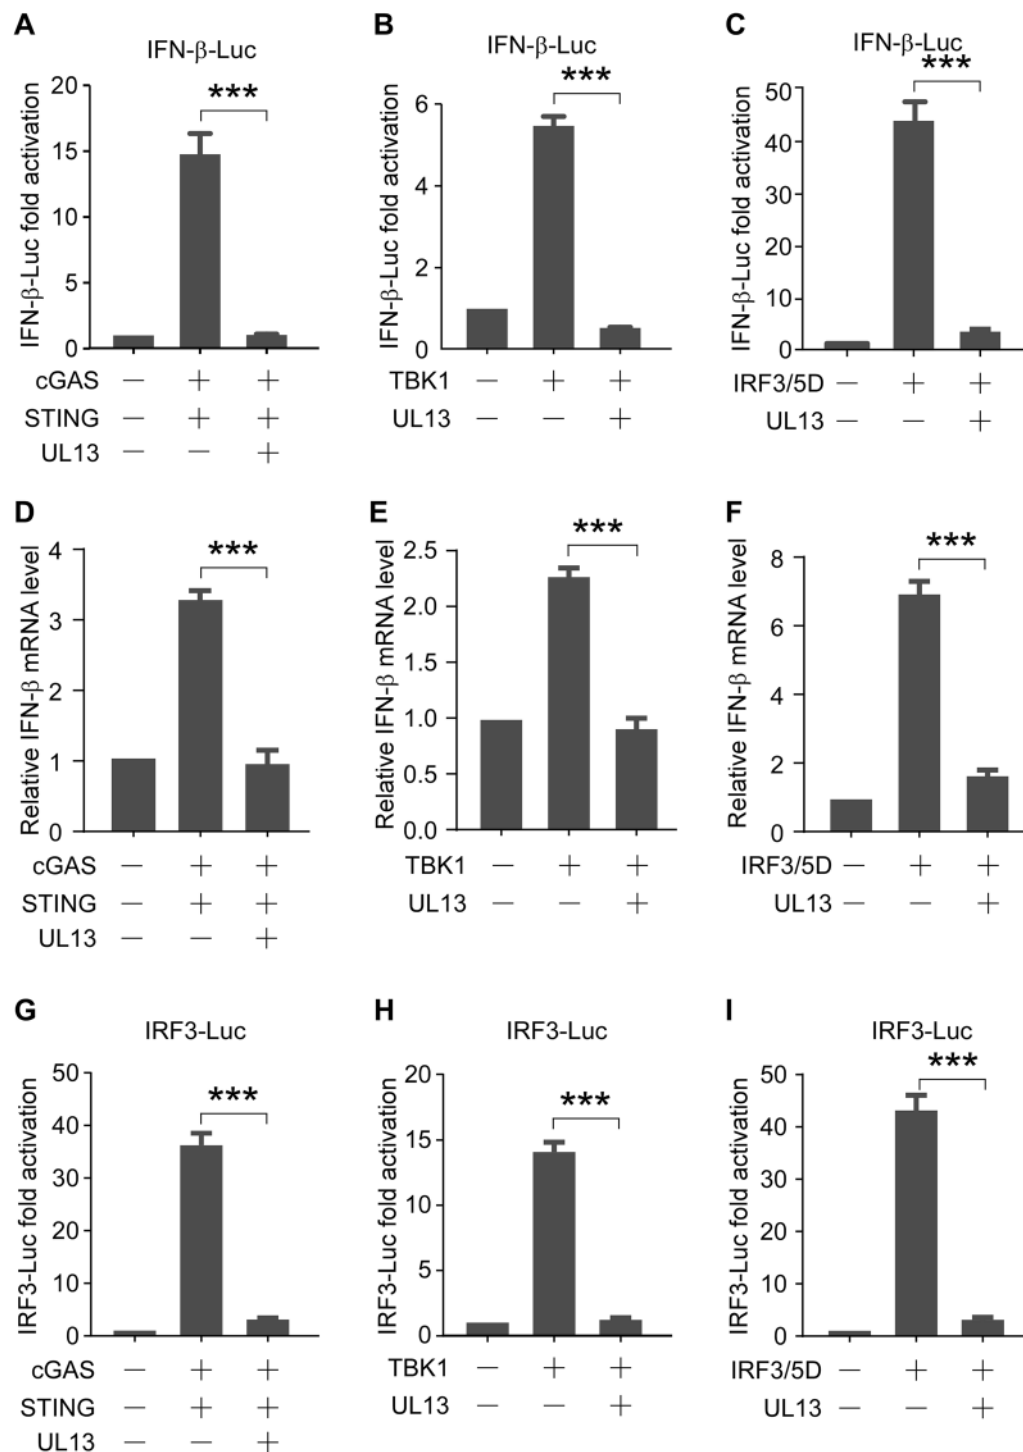 A
IFN-β-Luc
IFN-β-Luc fold activation
20
15
10
5
0
***
cGAS — + +
STING — + +
UL13 — — +
B
IFN-β-Luc
IFN-β-Luc fold activation
6
4
2
0
***
TBK1 — + +
UL13 — — +
C
IFN-β-Luc
IFN-β-Luc fold activation
50
40
30
20
10
0
***
IRF3/5D — + +
UL13 — — +
D
Relative IFN-β mRNA level
4
3
2
1
0
***
cGAS — + +
STING — + +
UL13 — — +
E
Relative IFN-β mRNA level
2.5
2.0
1.5
1.0
0.5
0.0
***
TBK1 — + +
UL13 — — +
F
Relative IFN-β mRNA level
8
6
4
2
0
***
IRF3/5D — + +
UL13 — — +
G
IRF3-Luc
IRF3-Luc fold activation
50
40
30
20
10
0
***
cGAS — + +
STING — + +
UL13 — — +
H
IRF3-Luc
IRF3-Luc fold activation
20
15
10
5
0
***
TBK1 — + +
UL13 — — +
I
IRF3-Luc
IRF3-Luc fold activation
50
40
30
20
10
0
***
IRF3/5D — + +
UL13 — — +